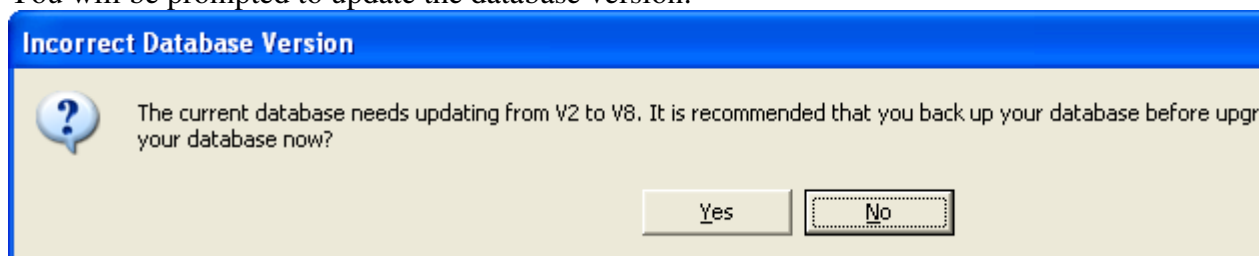 You will be prompted to update the database version.
Incorrect Database Version
The current database needs updating from V2 to V8. It is recommended that you back up your database before upgr
your database now?
Yes
No